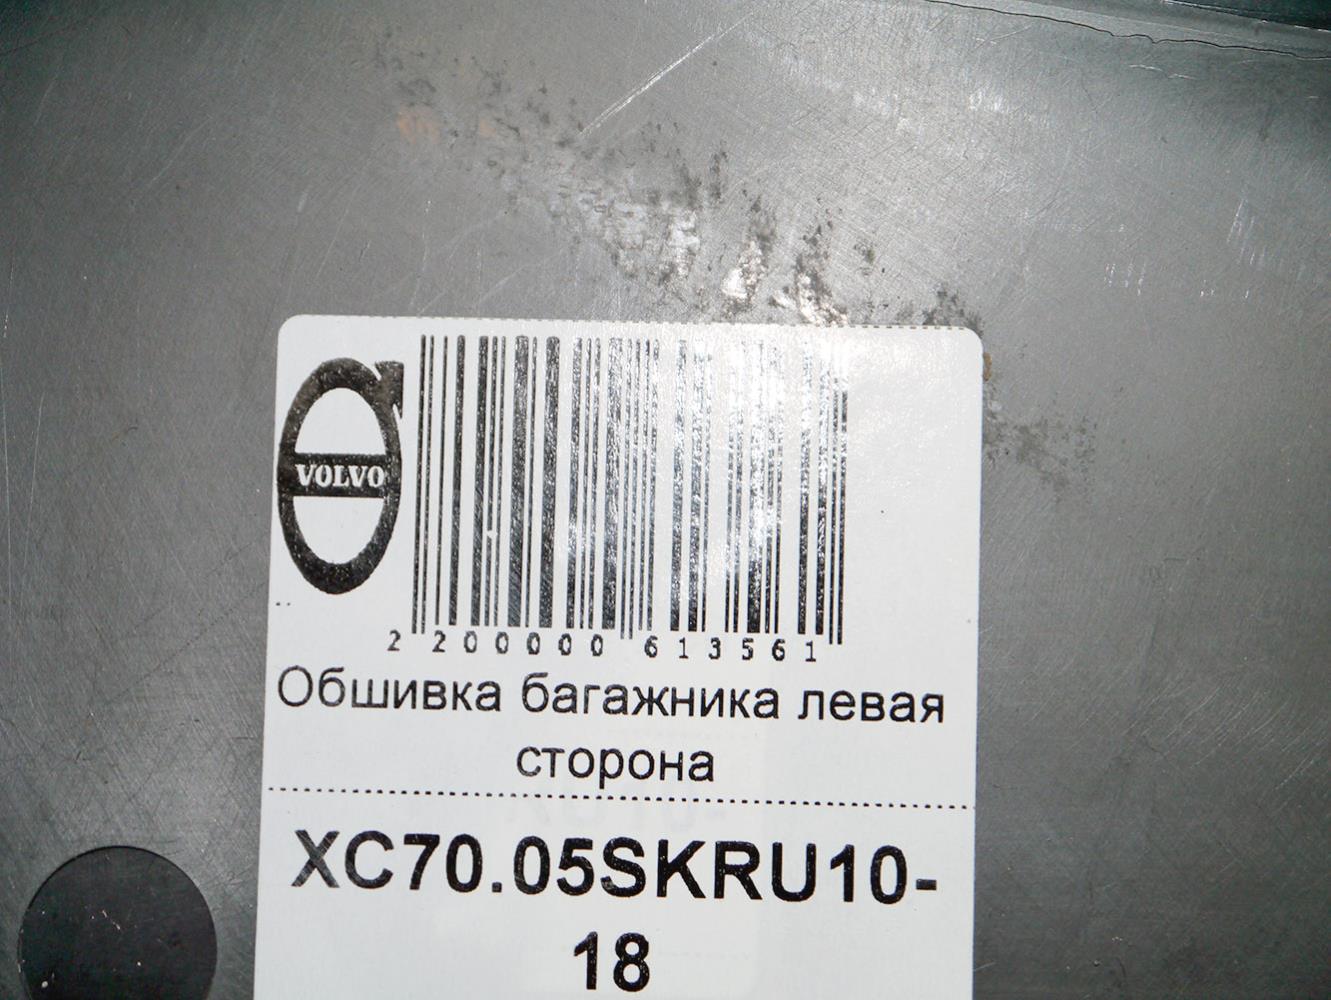 VOLVO
2 200000 613561
Обшивка багажника левая
сторона
XC70.05SKRU10-
18